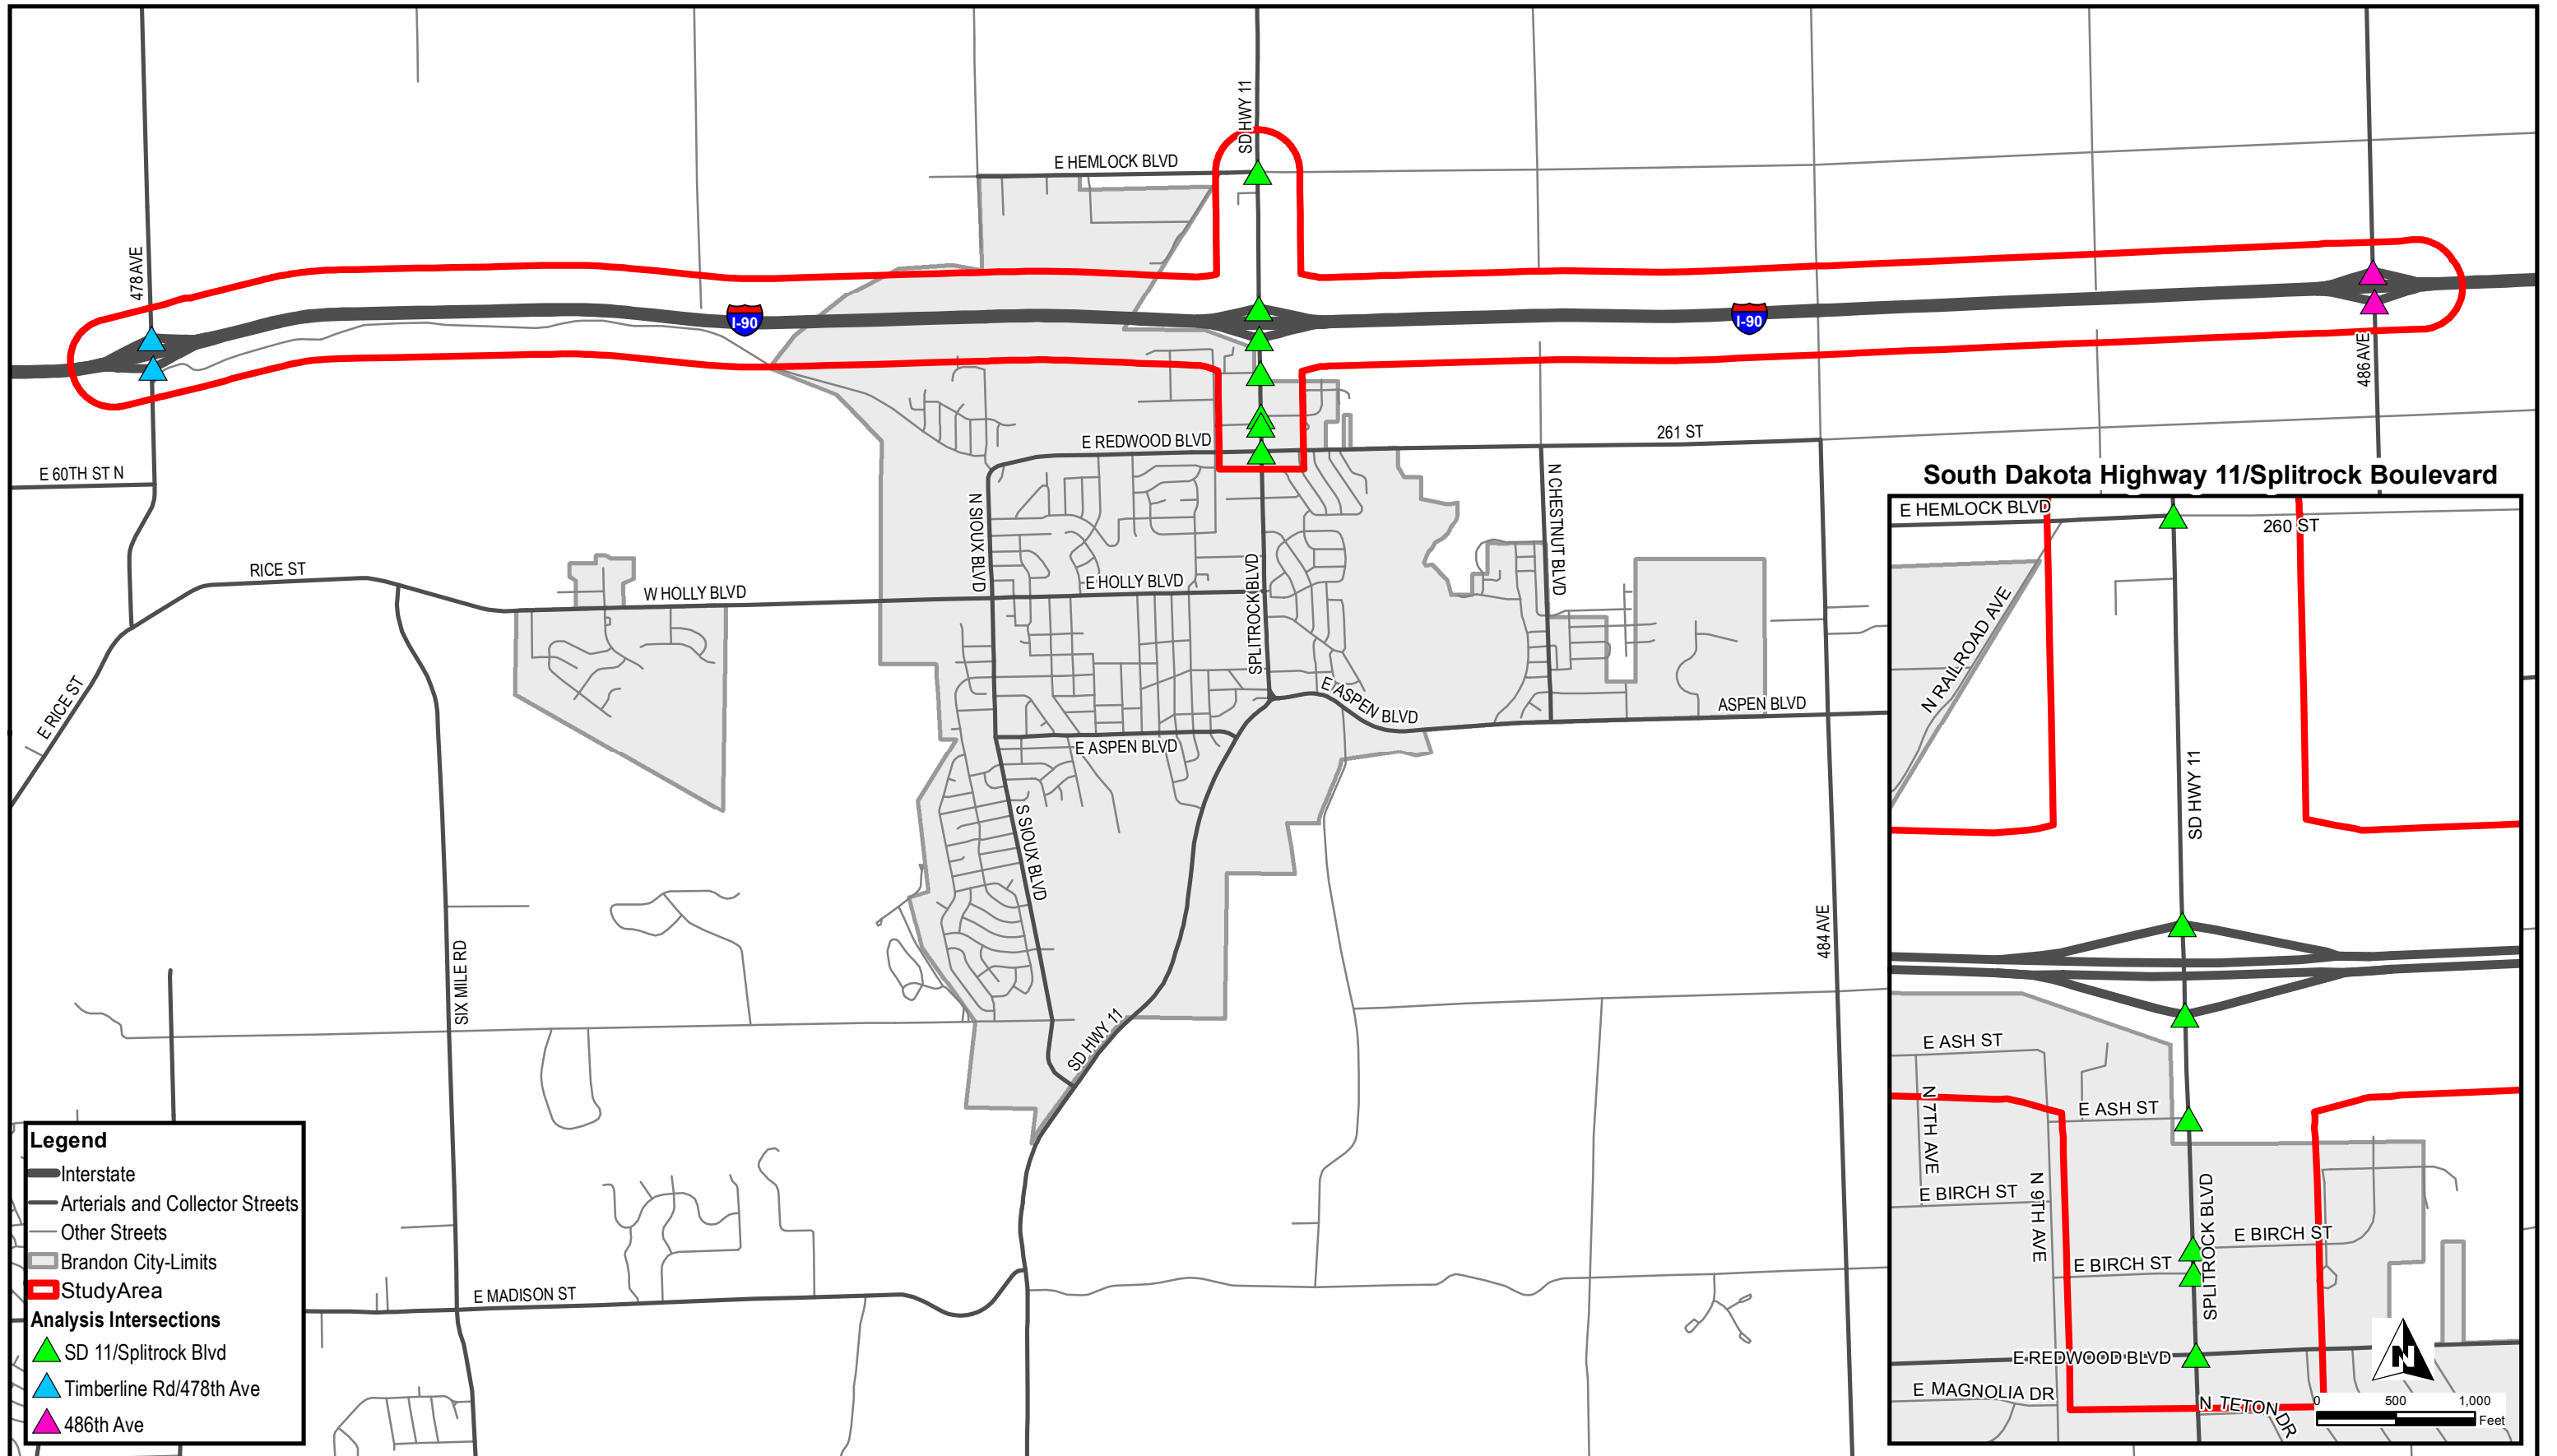 SD HWY 11
E HEMLOCK BLVD
478 AVE
I-90
I-90
486 AVE
E REDWOOD BLVD
261 ST
E 60TH ST N
N SIOUX BLVD
N CHESTNUT BLVD
RICE ST
W HOLLY BLVD
E HOLLY BLVD
SPLITROCK BLVD
E RICE ST
E ASPEN BLVD
ASPEN BLVD
E ASPEN BLVD
S SIOUX BLVD
484 AVE
SIX MILE RD
SD HWY 11
E MADISON ST
Legend
Interstate
Arterials and Collector Streets
Other Streets
Brandon City-Limits
StudyArea
Analysis Intersections
SD 11/Splitrock Blvd
Timberline Rd/478th Ave
486th Ave
South Dakota Highway 11/Splitrock Boulevard
E HEMLOCK BLVD
260 ST
N RAILROAD AVE
SD HWY 11
E ASH ST
N 7TH AVE
E ASH ST
E BIRCH ST
N 9TH AVE
SPLITROCK BLVD
E BIRCH ST
E BIRCH ST
E REDWOOD BLVD
E MAGNOLIA DR
N TETON DR
N
0 500 1,000
Feet